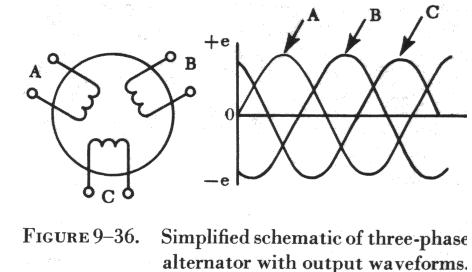 A
B
C
+e
0
−e
A
B
C
FIGURE 9–36. Simplified schematic of three-phase
alternator with output waveforms.